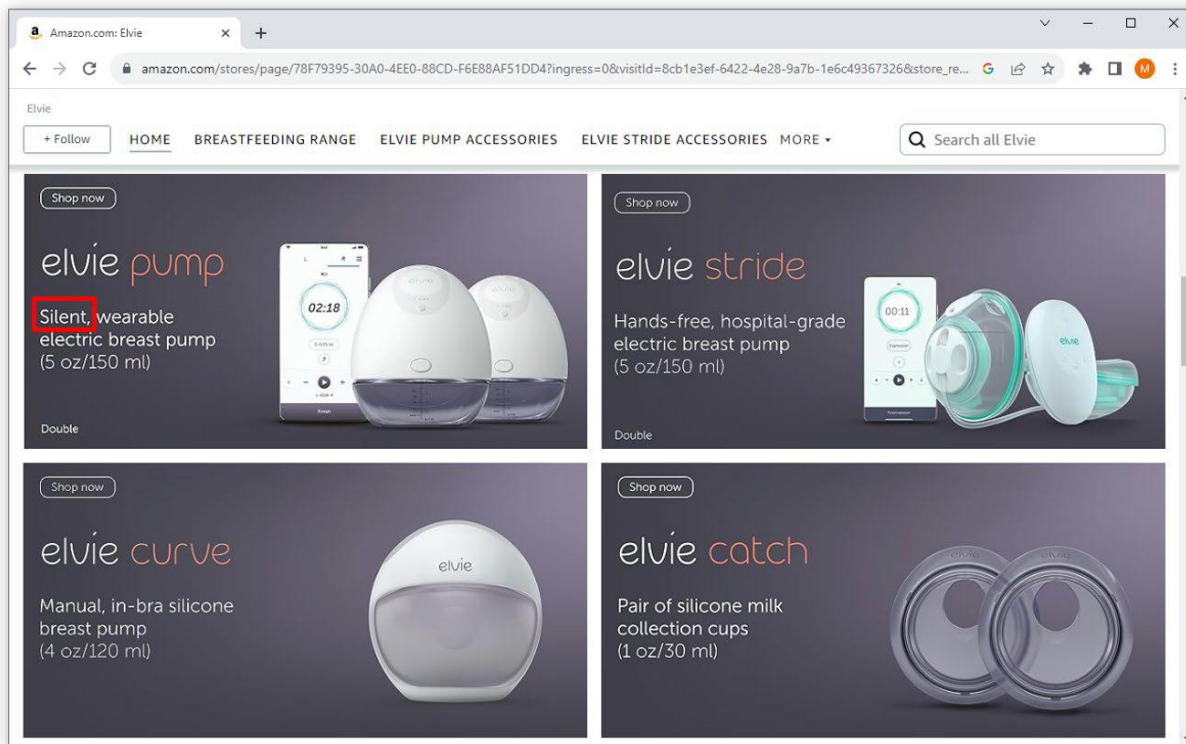 Amazon.com: Elvie
amazon.com/stores/page/78F79395-30A0-4EE0-88CD-F6E88AF51DD4?ingress=0&visitId=8cb1e3ef-6422-4e28-9a7b-1e6c49367326&store_re...
M
Elvie
+ Follow
HOME
BREASTFEEDING RANGE
ELVIE PUMP ACCESSORIES
ELVIE STRIDE ACCESSORIES
MORE
Search all Elvie
Shop now
elvie pump
Silent, wearable
electric breast pump
(5 oz/150 ml)
Double
L
R
02:18
Finish
Shop now
elvie stride
Hands-free, hospital-grade
electric breast pump
(5 oz/150 ml)
Double
00:11
Expression
elvie
Shop now
elvie curve
Manual, in-bra silicone
breast pump
(4 oz/120 ml)
elvie
Shop now
elvie catch
Pair of silicone milk
collection cups
(1 oz/30 ml)
elvie
elvie